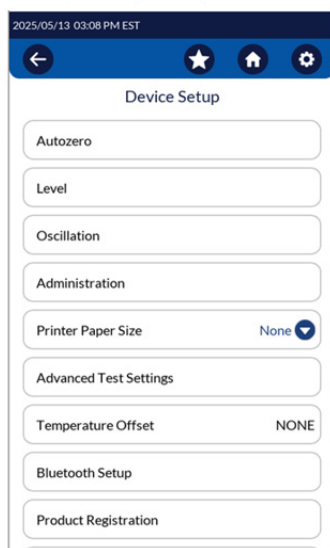 2025/05/13 03:08 PM EST
Device Setup
Autozero
Level
Oscillation
Administration
Printer Paper Size None
Advanced Test Settings
Temperature Offset NONE
Bluetooth Setup
Product Registration